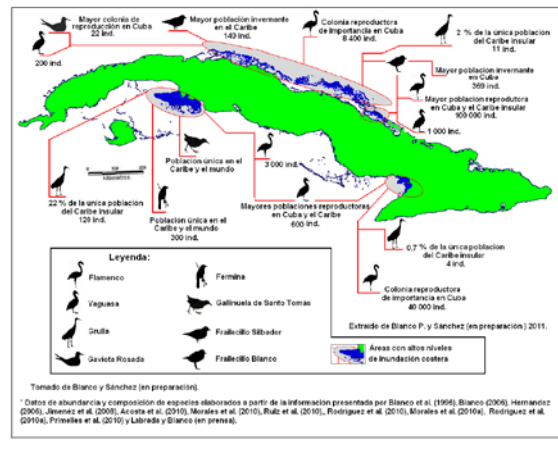 Mayor colonia de
reproducción en Cuba
22 ind.
200 ind.
Mayor población invernante
en el Caribe
140 ind.
Colonia reproductora
de importancia en Cuba
8 400 ind.
2 % de la única población
del Caribe insular
11 ind.
Mayor población invernante
en Cuba
369 ind.
Mayor población reprodutora
en Cuba y el Caribe insular
100 000 ind.
1 000 ind.
Población única en el
Caribe y el mundo
3 000 ind.
kilómetros
22 % de la única población
del Caribe insular
120 ind.
Población única en el
Caribe y el mundo
300 ind.
Mayores poblaciones reproductores
en Cuba y el Caribe
600 ind.
0,7 % de la única población
del Caribe insular
4 ind.
Colonia reproductora
de importancia en Cuba
40 000 ind.
Leyenda:
Flamenco
Fermina
Yaguasa
Gallinuela de Santo Tomás
Grulla
Frailecillo Silbador
Gaviota Rosada
Frailecillo Blanco
Extraído de Blanco P. y Sánchez (en preparación ) 2011.
Areas con altos niveles
de inundación costera
Tomado de Blanco y Sánchez (en preparación).
* Datos de abundancia y composición de especies elaborados a partir de la información presentada por Blanco et al. (1996), Blanco (2006), Hernandez
(2006), Jiménez et al. (2008), Acosta et al. (2010), Morales et al. (2010), Ruiz et al. (2010)., Rodríguez et al. (2010), Morales et al. (2010a), Rodríguez et al.
(2010a), Primelles et al. (2010) y Labrada y Blanco (en prensa).